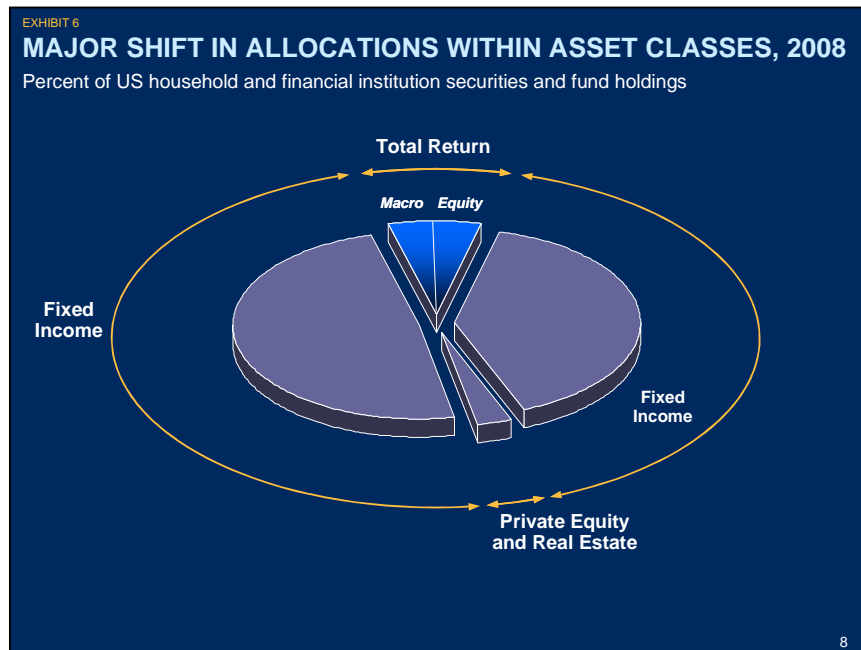 EXHIBIT 6
MAJOR SHIFT IN ALLOCATIONS WITHIN ASSET CLASSES, 2008
Percent of US household and financial institution securities and fund holdings
Total Return
Macro Equity
Fixed
Income
Fixed
Income
Private Equity
and Real Estate
8